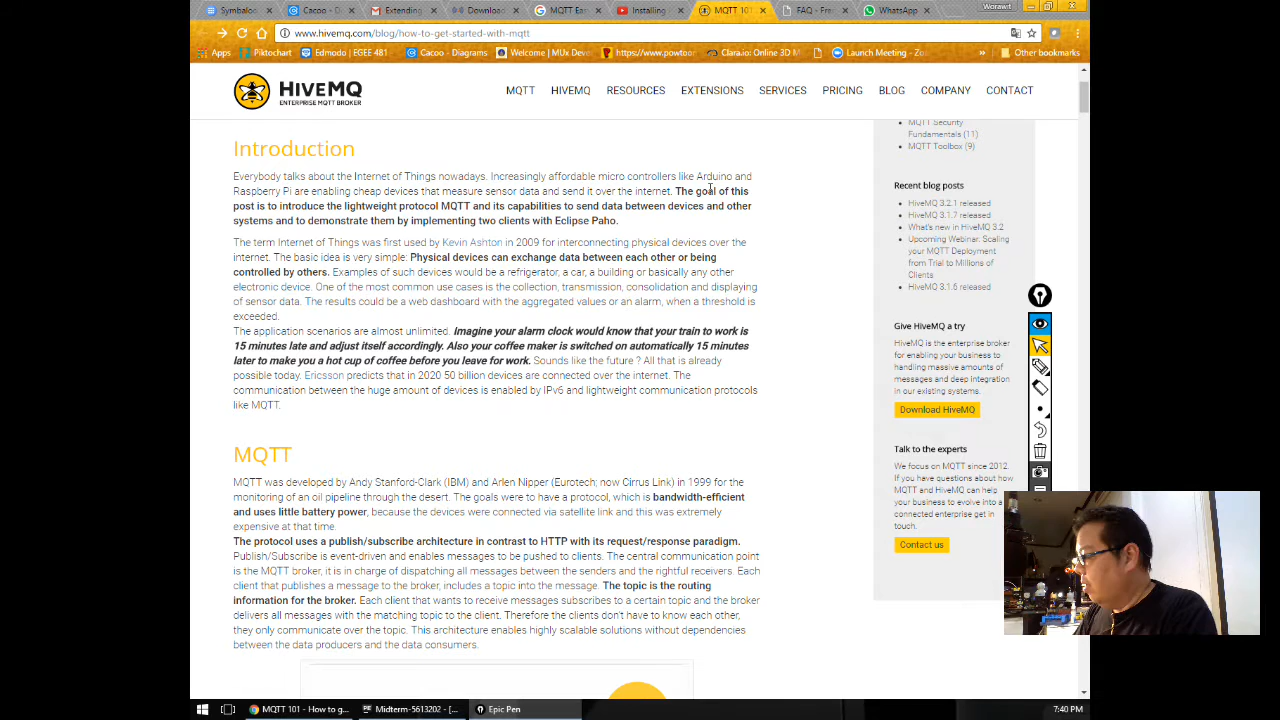 Symbaloo
Cacoo - D
Extending
Download
MQTT Eas
Installing
MQTT 101
FAQ - Fre
WhatsApp
Worawit
www.hivemq.com/blog/how-to-get-started-with-mqtt
Apps
Piktochart
Edmodo | EGEE 481
Cacoo - Diagrams
Welcome | MUx Dev
https://www.powtoo
Clara.io: Online 3D M
Launch Meeting - Zo
»
Other bookmarks
HIVEMQ
ENTERPRISE MQTT BROKER
MQTT HIVEMQ RESOURCES EXTENSIONS SERVICES PRICING BLOG COMPANY CONTACT
Introduction
Everybody talks about the Internet of Things nowadays. Increasingly affordable micro controllers like Arduino and
Raspberry Pi are enabling cheap devices that measure sensor data and send it over the internet. The goal of this
post is to introduce the lightweight protocol MQTT and its capabilities to send data between devices and other
systems and to demonstrate them by implementing two clients with Eclipse Paho.
The term Internet of Things was first used by Kevin Ashton in 2009 for interconnecting physical devices over the
internet. The basic idea is very simple: Physical devices can exchange data between each other or being
controlled by others. Examples of such devices would be a refrigerator, a car, a building or basically any other
electronic device. One of the most common use cases is the collection, transmission, consolidation and displaying
of sensor data. The results could be a web dashboard with the aggregated values or an alarm, when a threshold is
exceeded.
The application scenarios are almost unlimited. Imagine your alarm clock would know that your train to work is
15 minutes late and adjust itself accordingly. Also your coffee maker is switched on automatically 15 minutes
later to make you a hot cup of coffee before you leave for work. Sounds like the future ? All that is already
possible today. Ericsson predicts that in 2020 50 billion devices are connected over the internet. The
communication between the huge amount of devices is enabled by IPv6 and lightweight communication protocols
like MQTT.
MQTT
MQTT was developed by Andy Stanford-Clark (IBM) and Arlen Nipper (Eurotech; now Cirrus Link) in 1999 for the
monitoring of an oil pipeline through the desert. The goals were to have a protocol, which is bandwidth-efficient
and uses little battery power, because the devices were connected via satellite link and this was extremely
expensive at that time.
The protocol uses a publish/subscribe architecture in contrast to HTTP with its request/response paradigm.
Publish/Subscribe is event-driven and enables messages to be pushed to clients. The central communication point
is the MQTT broker, it is in charge of dispatching all messages between the senders and the rightful receivers. Each
client that publishes a message to the broker, includes a topic into the message. The topic is the routing
information for the broker. Each client that wants to receive messages subscribes to a certain topic and the broker
delivers all messages with the matching topic to the client. Therefore the clients don't have to know each other,
they only communicate over the topic. This architecture enables highly scalable solutions without dependencies
between the data producers and the data consumers.
MQTT Security
Fundamentals (11)
MQTT Toolbox (9)
Recent blog posts
HiveMQ 3.2.1 released
HiveMQ 3.1.7 released
What's new in HiveMQ 3.2
Upcoming Webinar: Scaling
your MQTT Deployment
from Trial to Millions of
Clients
HiveMQ 3.1.6 released
Give HiveMQ a try
HiveMQ is the enterprise broker
for enabling your business to
handling massive amounts of
messages and deep integration
in our existing systems.
Download HiveMQ
Talk to the experts
We focus on MQTT since 2012.
If you have questions about how
MQTT and HiveMQ can help
your business to evolve into a
connected enterprise get in
touch.
Contact us
MQTT 101 - How to g...
Midterm-5613202 - [...
Epic Pen
7:40 PM